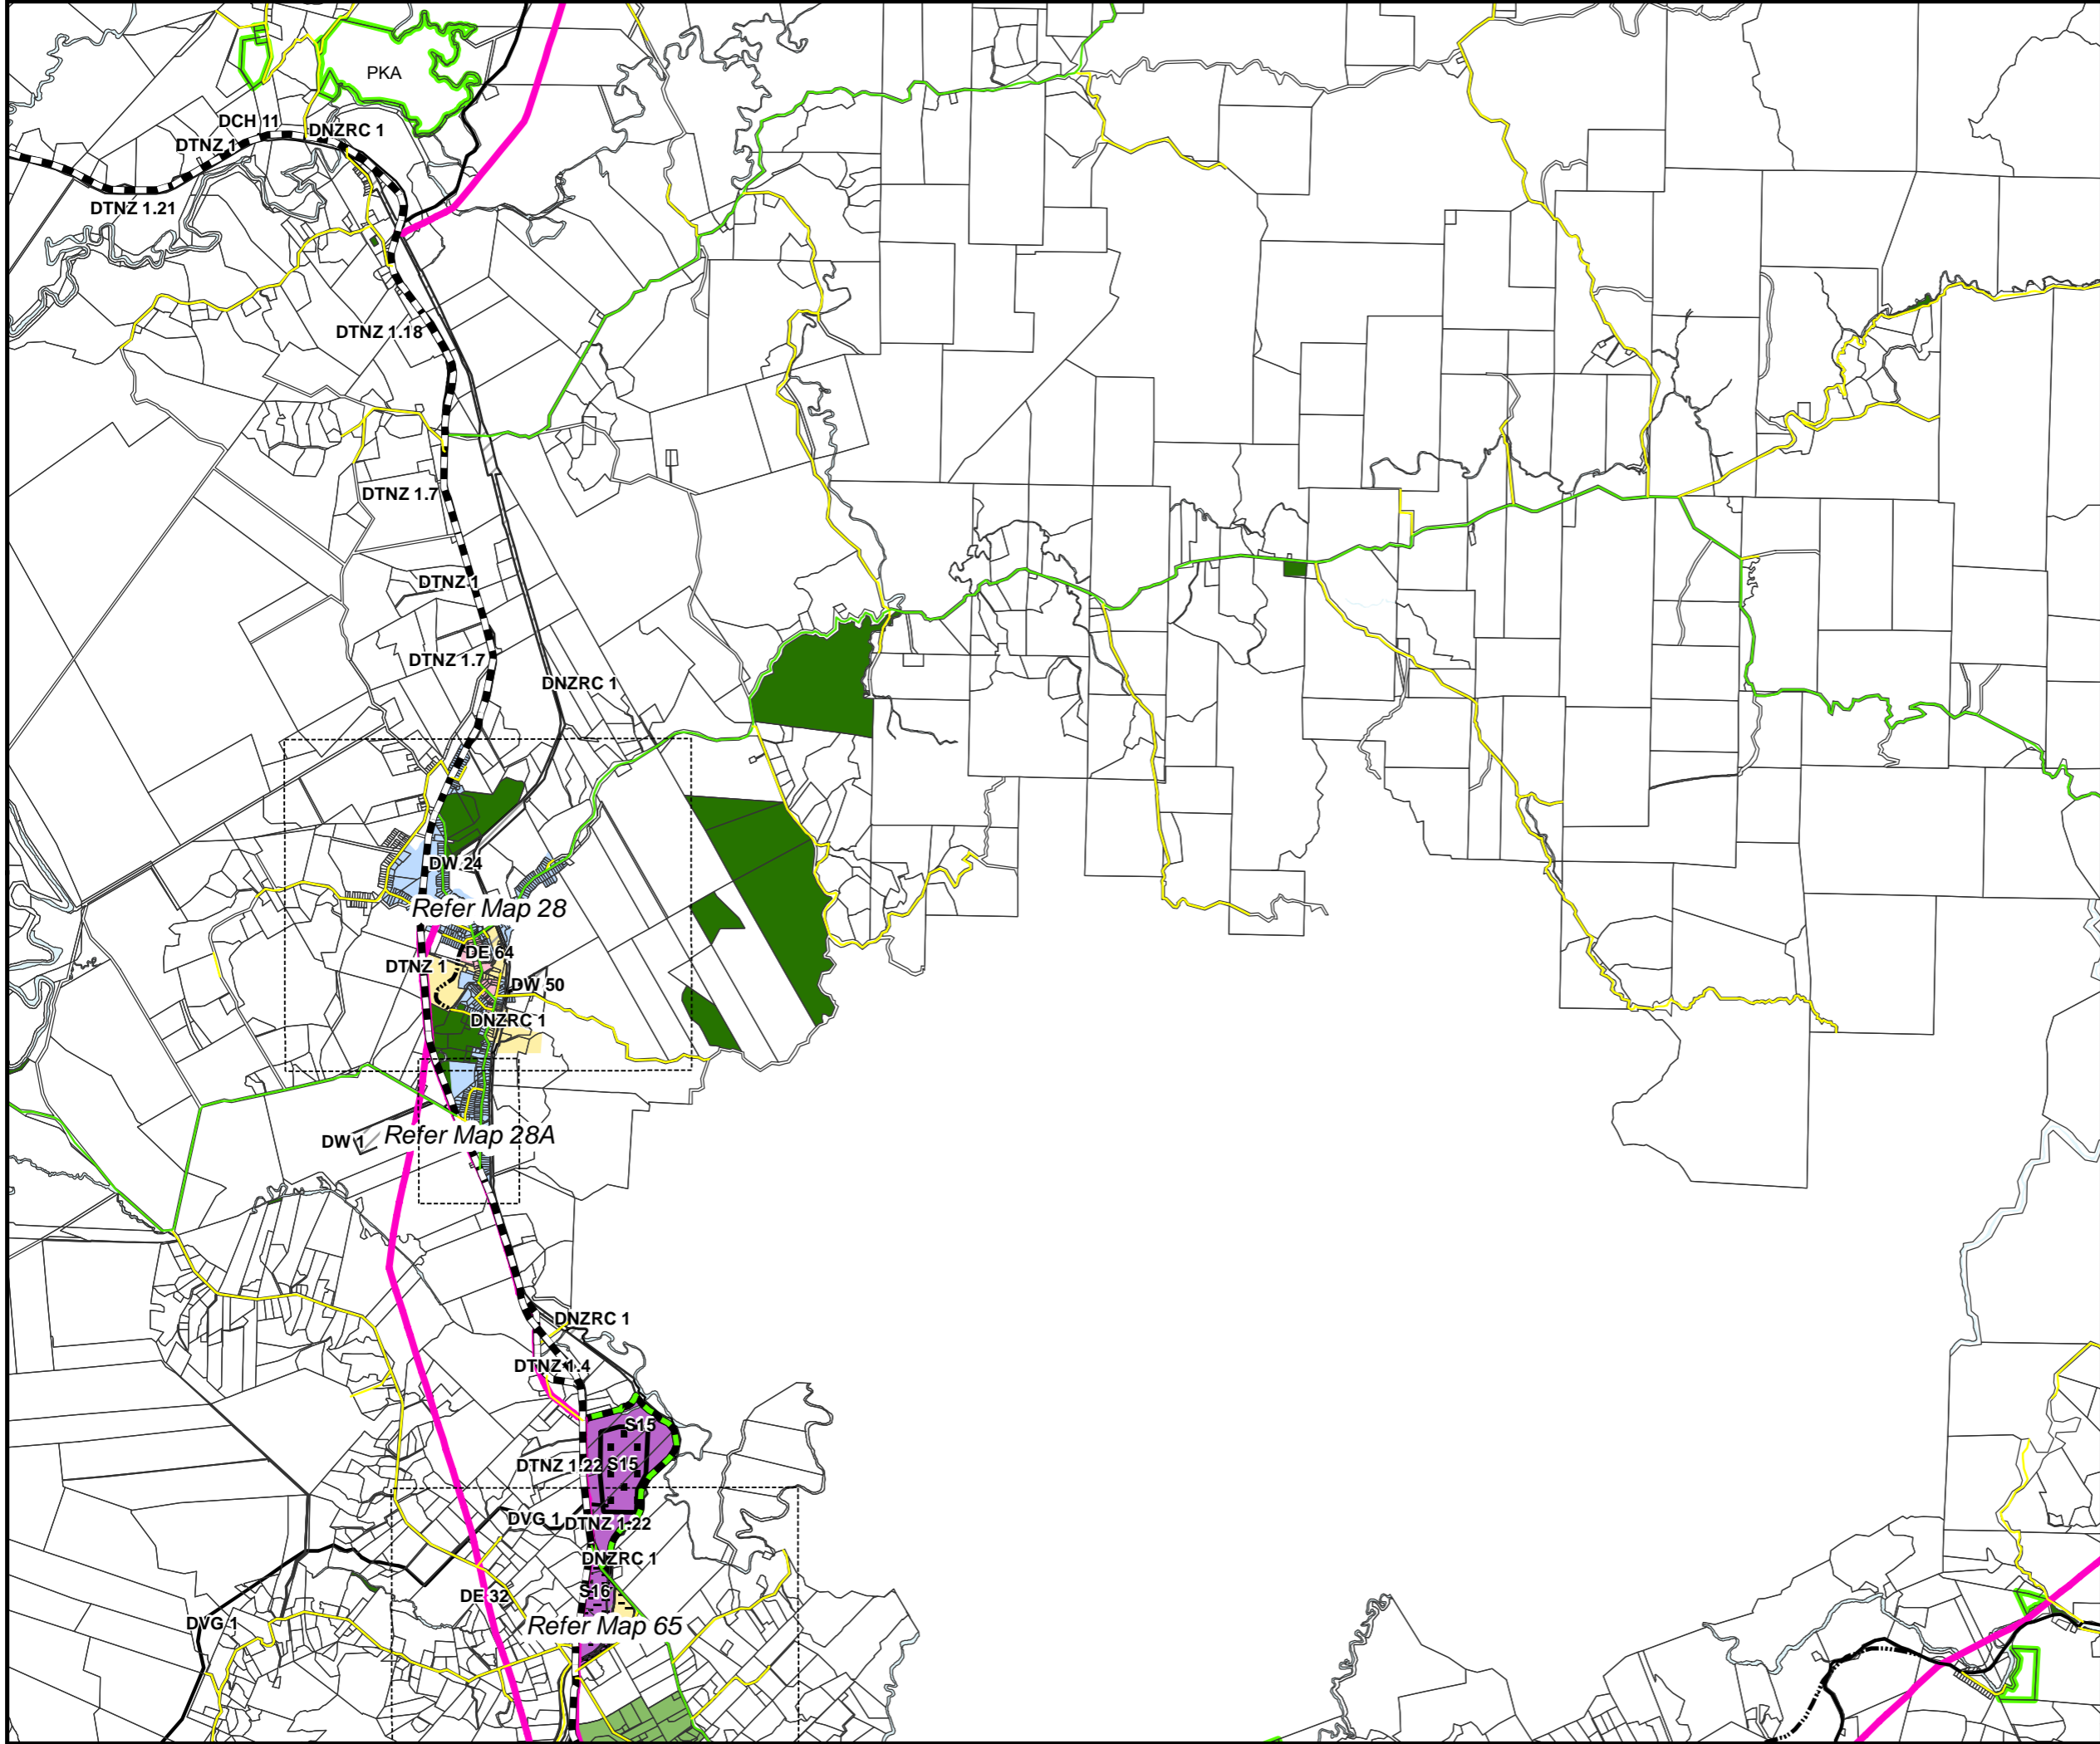 PKA
DCH 11
DNZRC 1
DTNZ 1
DTNZ 1.21
DTNZ 1.18
DTNZ 1.7
DTNZ 1
DTNZ 1.7
DNZRC 1
DW 24
Refer Map 28
DE 64
DTNZ 1
DW 50
DNZRC 1
DW 1
Refer Map 28A
DNZRC 1
DTNZ 1.4
S15
DTNZ 1.22
S15
DVG 1
DTNZ 1.22
DNZRC 1
S16
DE 32
DVG 1
Refer Map 65